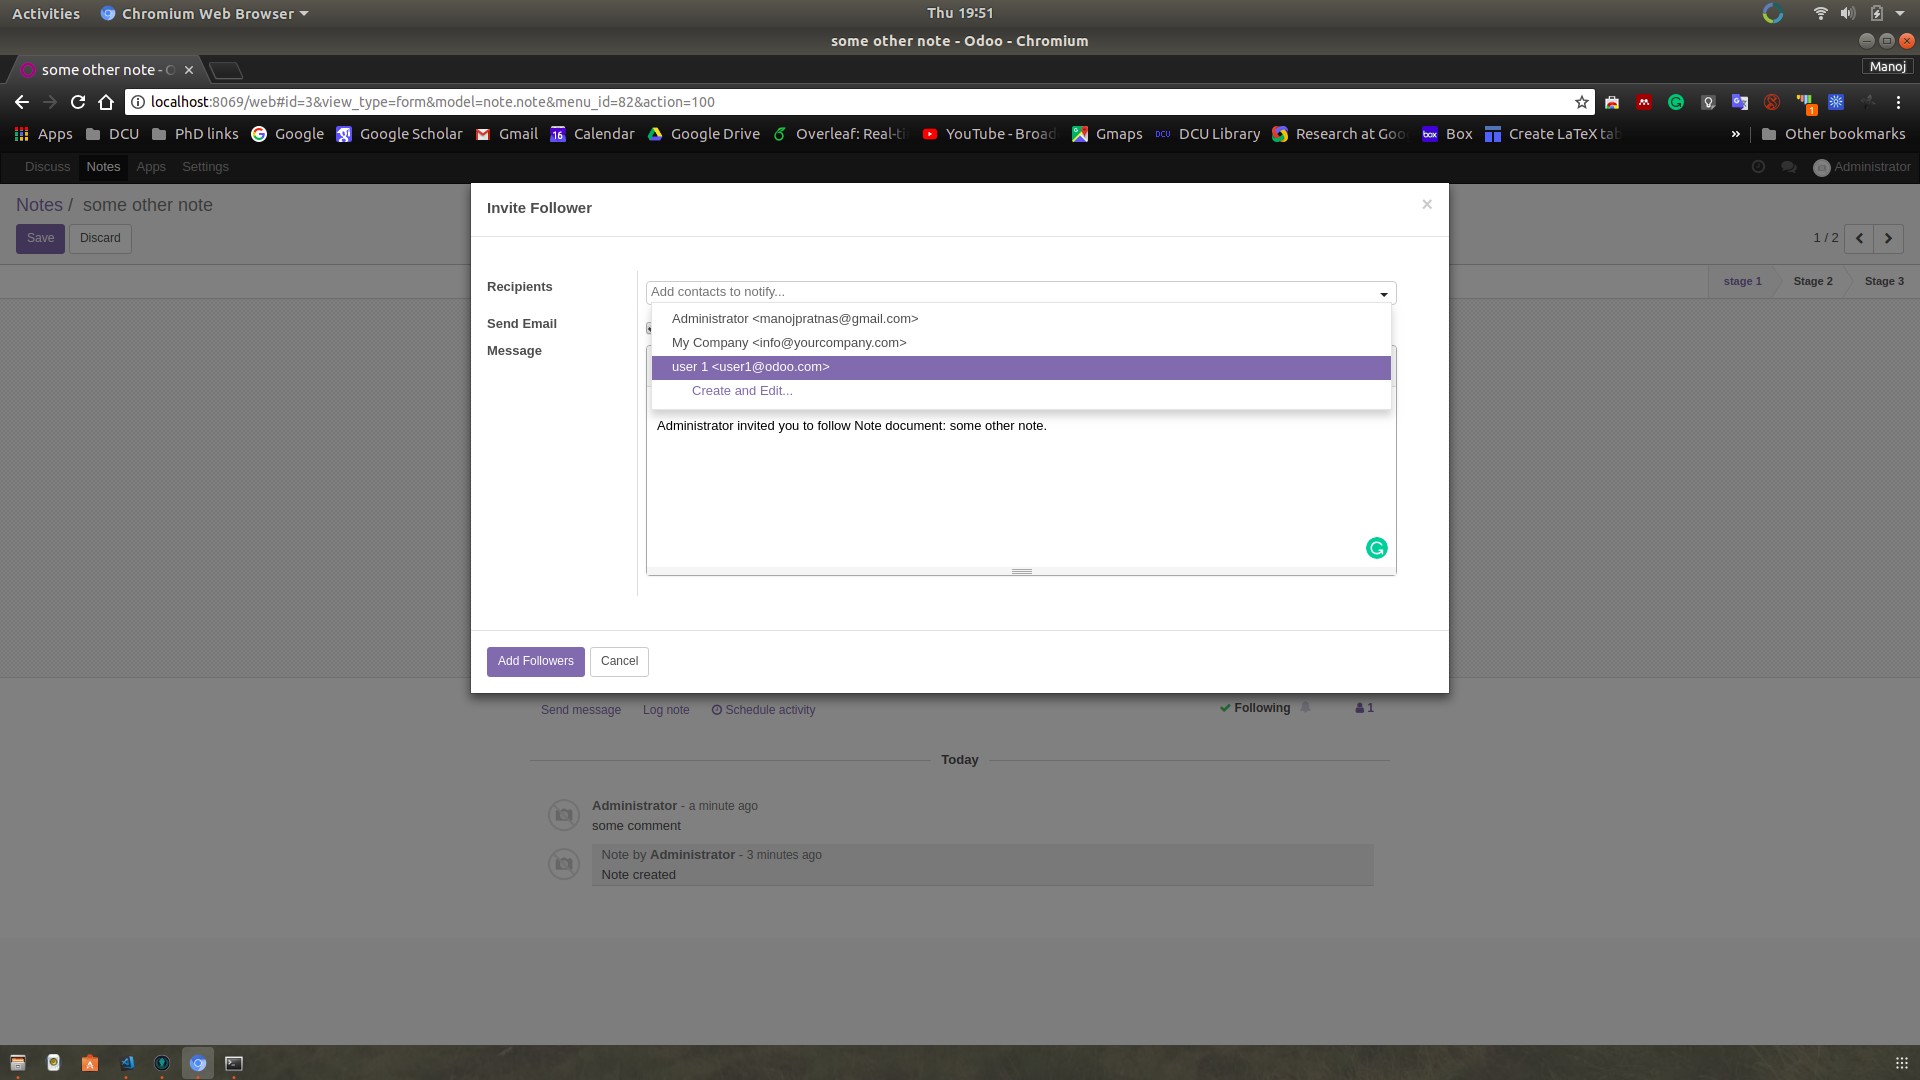 Activities
Chromium Web Browser
Thu 19:51
some other note - Odoo - Chromium
some other note -
Manoj
localhost:8069/web#id=3&view_type=form&model=note.note&menu_id=82&action=100
1
Apps
DCU
PhD links
Google
Google Scholar
Gmail
16
Calendar
Google Drive
Overleaf: Real-ti
YouTube - Broad
Gmaps
DCU
DCU Library
Research at Goo
box
Box
Create LaTeX tab
»
Other bookmarks
Discuss
Notes
Apps
Settings
Administrator
Notes / some other note
Save
Discard
1 / 2
stage 1
Stage 2
Stage 3
Invite Follower
×
Recipients
Add contacts to notify...
Administrator <manojpratnas@gmail.com>
My Company <info@yourcompany.com>
user 1 <user1@odoo.com>
Create and Edit...
Send Email
Message
Administrator invited you to follow Note document: some other note.
Add Followers
Cancel
Send message
Log note
Schedule activity
Following
1
Today
Administrator - a minute ago
some comment
Note by Administrator - 3 minutes ago
Note created